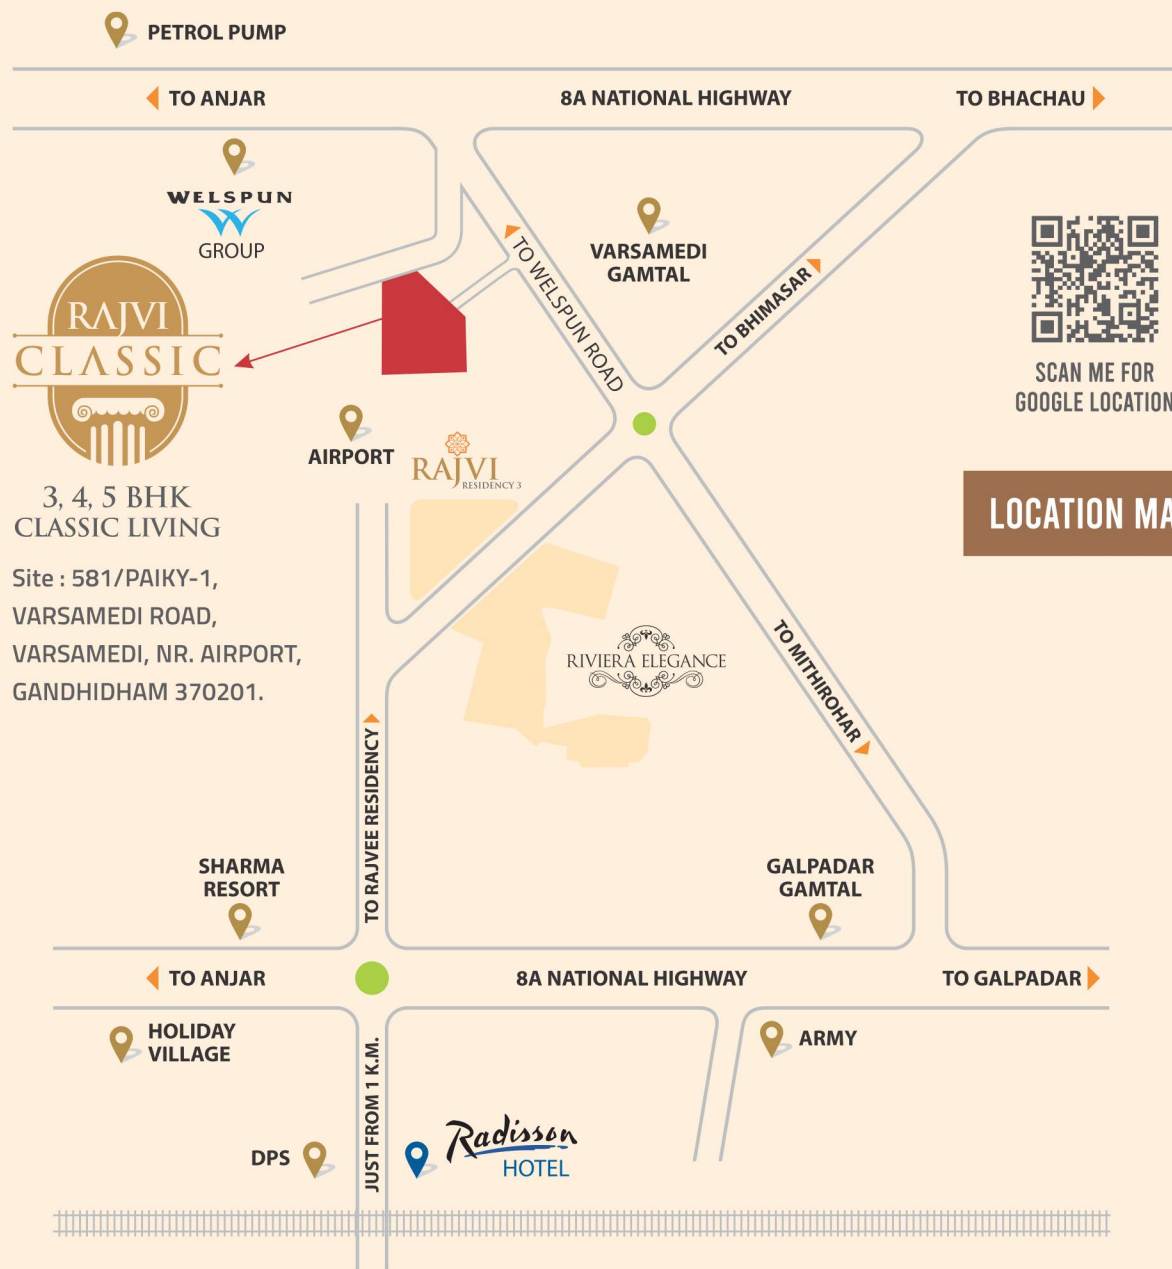 PETROL PUMP
TO ANJAR
8A NATIONAL HIGHWAY
TO BHACHAU
WELSPUN
GROUP
TO WELSPUN ROAD
VARSAMEDI
GAMTAL
TO BHIMASAR
SCAN ME FOR
GOOGLE LOCATION
RAJVI
CLASSIC
3, 4, 5 BHK
CLASSIC LIVING
Site : 581/PAIKY-1,
VARSAMEDI ROAD,
VARSAMEDI, NR. AIRPORT,
GANDHIDHAM 370201.
AIRPORT
RAJVI
RESIDENCY 3
LOCATION MA
RIVIERA ELEGANCE
TO MITHIROHAR
TO RAJVEE RESIDENCY
SHARMA
RESORT
GALPADAR
GAMTAL
TO ANJAR
8A NATIONAL HIGHWAY
TO GALPADAR
HOLIDAY
VILLAGE
JUST FROM 1 K.M.
ARMY
DPS
Radisson
HOTEL